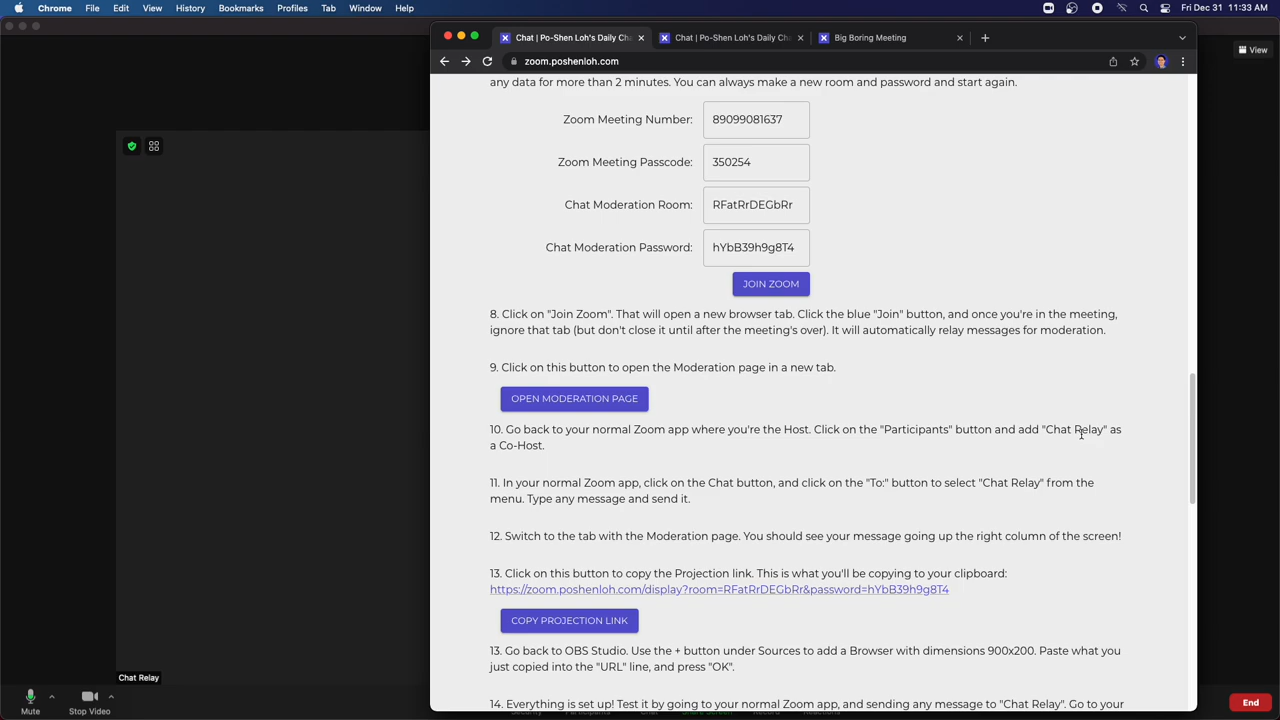 Chrome File Edit View History Bookmarks Profiles Tab Window Help Fri Dec 31 11:33 AM
Chat | Po-Shen Loh's Daily Cha Chat | Po-Shen Loh's Daily Cha Big Boring Meeting
View
zoom.poshenloh.com
any data for more than 2 minutes. You can always make a new room and password and start again.
Zoom Meeting Number: 89099081637
Zoom Meeting Passcode: 350254
Chat Moderation Room: RFatRrDEGbRr
Chat Moderation Password: hYbB39h9g8T4
JOIN ZOOM
8. Click on "Join Zoom". That will open a new browser tab. Click the blue "Join" button, and once you're in the meeting,
ignore that tab (but don't close it until after the meeting's over). It will automatically relay messages for moderation.
9. Click on this button to open the Moderation page in a new tab.
OPEN MODERATION PAGE
10. Go back to your normal Zoom app where you're the Host. Click on the "Participants" button and add "Chat Relay" as
a Co-Host.
11. In your normal Zoom app, click on the Chat button, and click on the "To:" button to select "Chat Relay" from the
menu. Type any message and send it.
12. Switch to the tab with the Moderation page. You should see your message going up the right column of the screen!
13. Click on this button to copy the Projection link. This is what you'll be copying to your clipboard:
https://zoom.poshenloh.com/display?room=RFatRrDEGbRr&password=hYbB39h9g8T4
COPY PROJECTION LINK
13. Go back to OBS Studio. Use the + button under Sources to add a Browser with dimensions 900x200. Paste what you
just copied into the "URL" line, and press "OK".
14. Everything is set up! Test it by going to your normal Zoom app, and sending any message to "Chat Relay". Go to your
Chat Relay
Mute Stop Video End